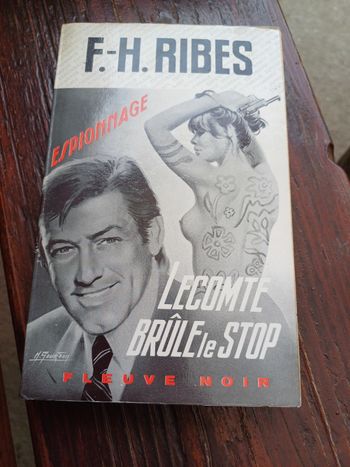 F.-H. RIBES
ESPIONNAGE
LECOMTE
BRÛLE le STOP
FLEUVE NOIR